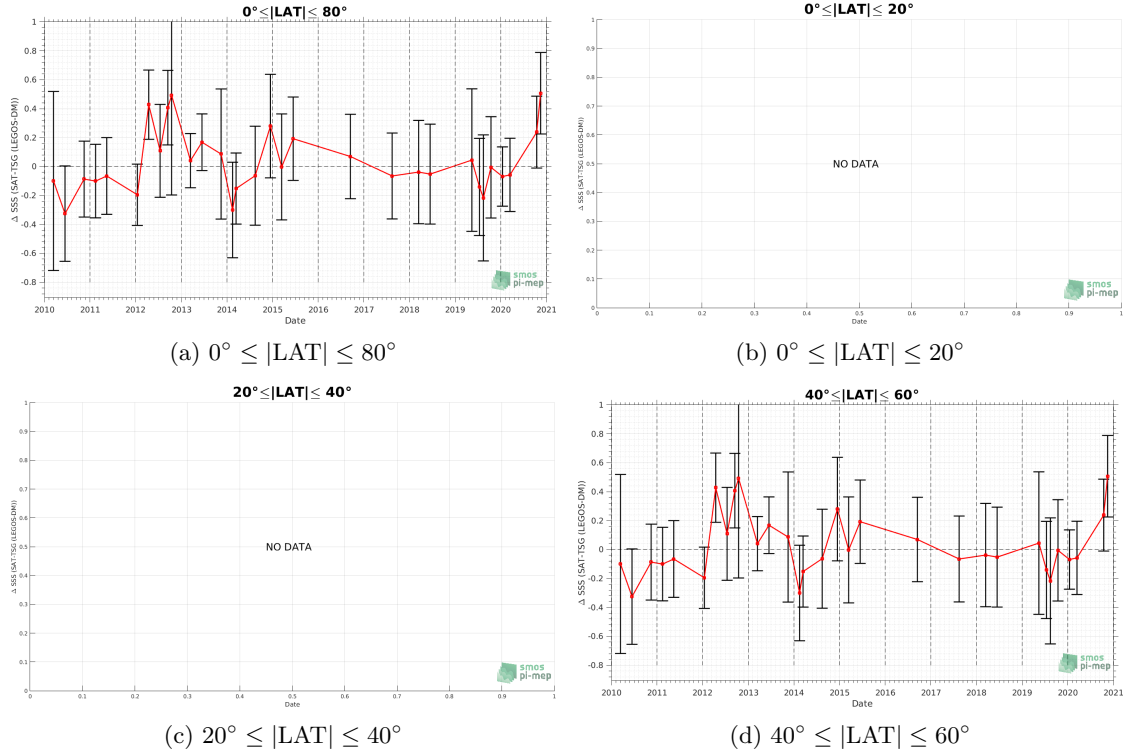 0°≤|LAT|≤ 80°
Δ SSS (SAT-TSG (LEGOS-DM))
1
0.8
0.6
0.4
0.2
0
-0.2
-0.4
-0.6
-0.8
2010 2011 2012 2013 2014 2015 2016 2017 2018 2019 2020 2021
Date
smos
pi-mep
(a) 0° ≤ |LAT| ≤ 80°
0°≤|LAT|≤ 20°
Δ SSS (SAT-TSG (LEGOS-DM))
1
0.9
0.8
0.7
0.6
0.5
0.4
0.3
0.2
0.1
0
NO DATA
0 0.1 0.2 0.3 0.4 0.5 0.6 0.7 0.8 0.9 1
Date
smos
pi-mep
(b) 0° ≤ |LAT| ≤ 20°
20°≤|LAT|≤ 40°
Δ SSS (SAT-TSG (LEGOS-DM))
1
0.9
0.8
0.7
0.6
0.5
0.4
0.3
0.2
0.1
0
NO DATA
0 0.1 0.2 0.3 0.4 0.5 0.6 0.7 0.8 0.9 1
Date
smos
pi-mep
(c) 20° ≤ |LAT| ≤ 40°
40°≤|LAT|≤ 60°
Δ SSS (SAT-TSG (LEGOS-DM))
1
0.8
0.6
0.4
0.2
0
-0.2
-0.4
-0.6
-0.8
2010 2011 2012 2013 2014 2015 2016 2017 2018 2019 2020 2021
Date
smos
pi-mep
(d) 40° ≤ |LAT| ≤ 60°